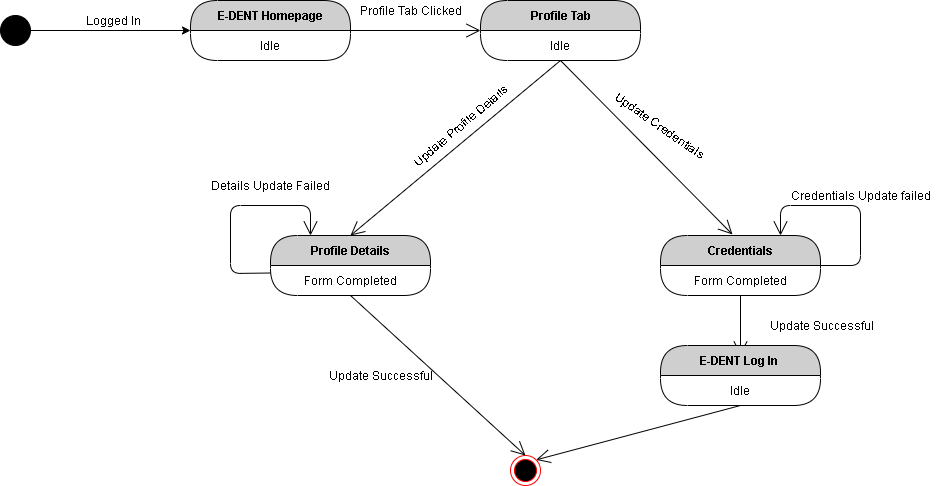 Logged In
E-DENT Homepage
Idle
Profile Tab Clicked
Profile Tab
Idle
Update Profile Details
Update Credentials
Details Update Failed
Credentials Update failed
Profile Details
Form Completed
Credentials
Form Completed
Update Successful
E-DENT Log In
Idle
Update Successful